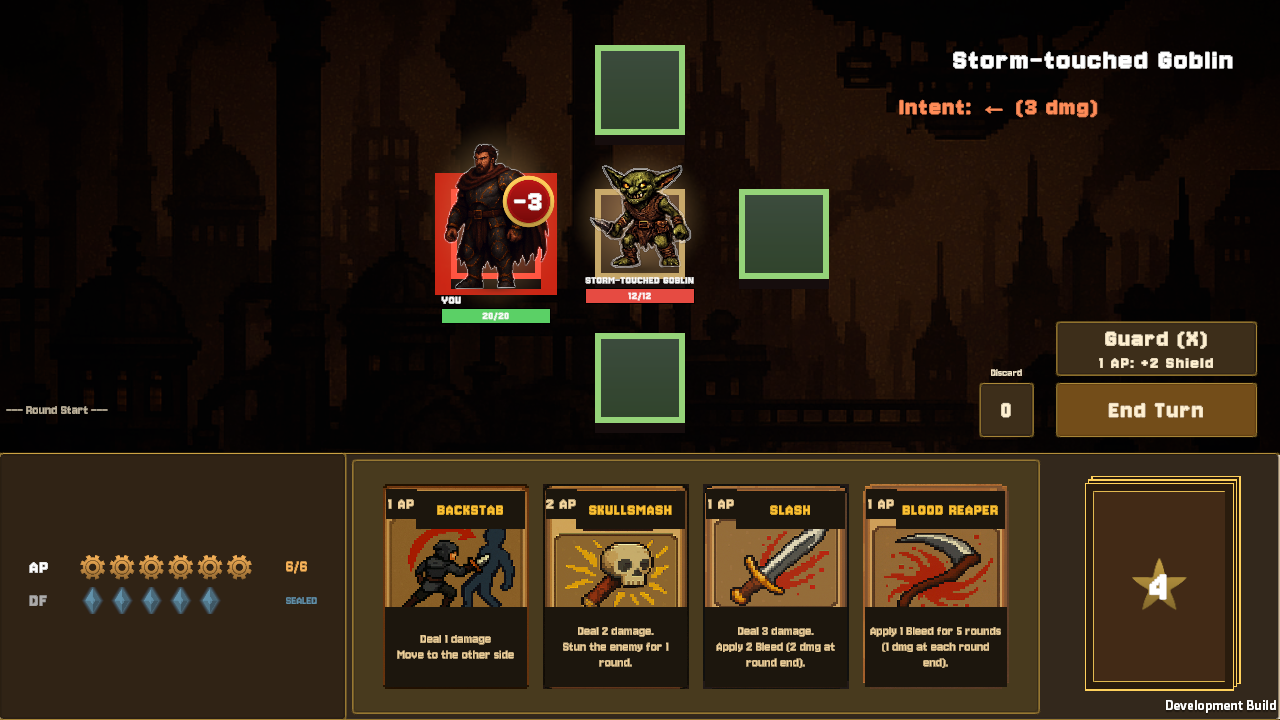 Storm-touched Goblin
Intent: ← (3 dmg)
-3
STORM-TOUCHED GOBLIN
12/12
YOU
20/20
Guard (X)
1 AP: +2 Shield
Discard
0
End Turn
--- Round Start ---
AP
6/6
DF
SEALED
1 AP
BACKSTAB
Deal 1 damage
Move to the other side
2 AP
SKULLSMASH
Deal 2 damage.
Stun the enemy for 1
round.
1 AP
SLASH
Deal 3 damage.
Apply 2 Bleed (2 dmg at
round end).
1 AP
BLOOD REAPER
Apply 1 Bleed for 5 rounds
(1 dmg at each round
end).
4
Development Build